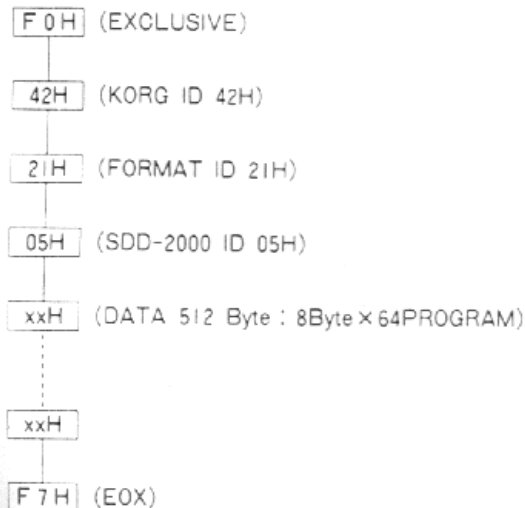 F0H (EXCLUSIVE)
42H (KORG ID 42H)
21H (FORMAT ID 21H)
05H (SDD-2000 ID 05H)
xxH (DATA 512 Byte : 8Byte×64PROGRAM)
xxH
F7H (EOX)